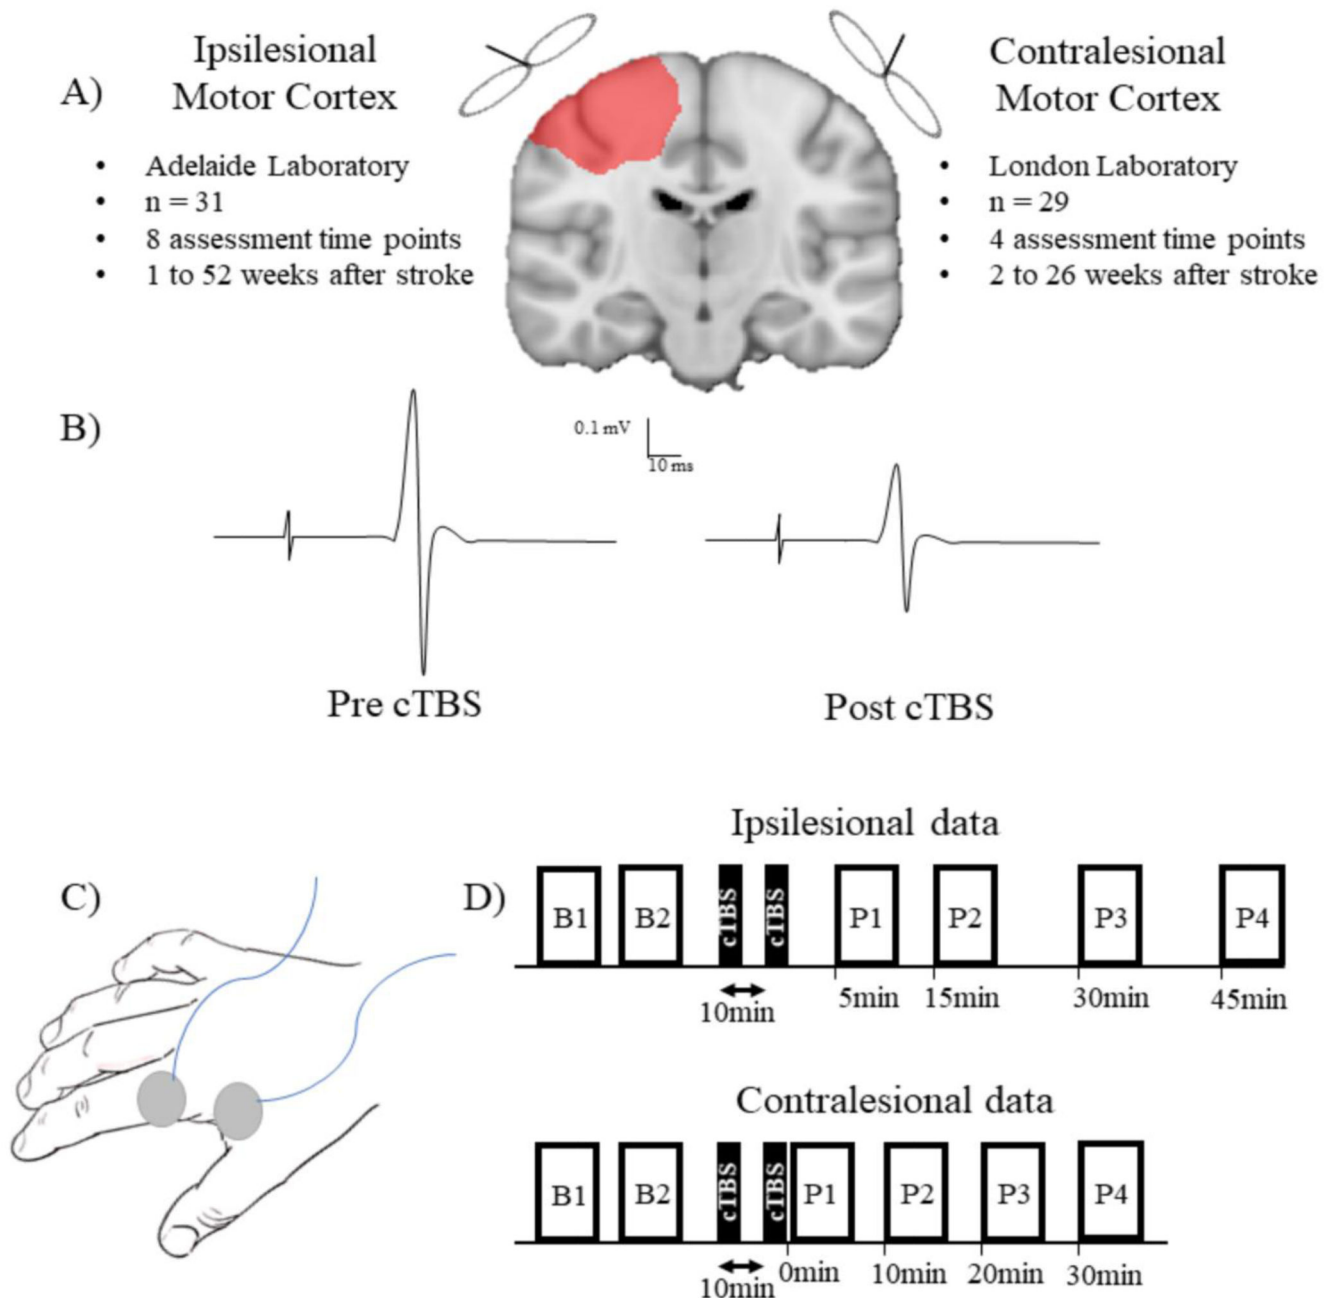 A)
Ipsilesional
Motor Cortex
• Adelaide Laboratory
• n = 31
• 8 assessment time points
• 1 to 52 weeks after stroke
Contralesional
Motor Cortex
• London Laboratory
• n = 29
• 4 assessment time points
• 2 to 26 weeks after stroke
B)
0.1 mV
10 ms
Pre cTBS
Post cTBS
C)
D)
Ipsilesional data
B1 B2 cTBS cTBS P1 P2 P3 P4
10min 5min 15min 30min 45min
Contralesional data
B1 B2 cTBS cTBS P1 P2 P3 P4
10min 0min 10min 20min 30min